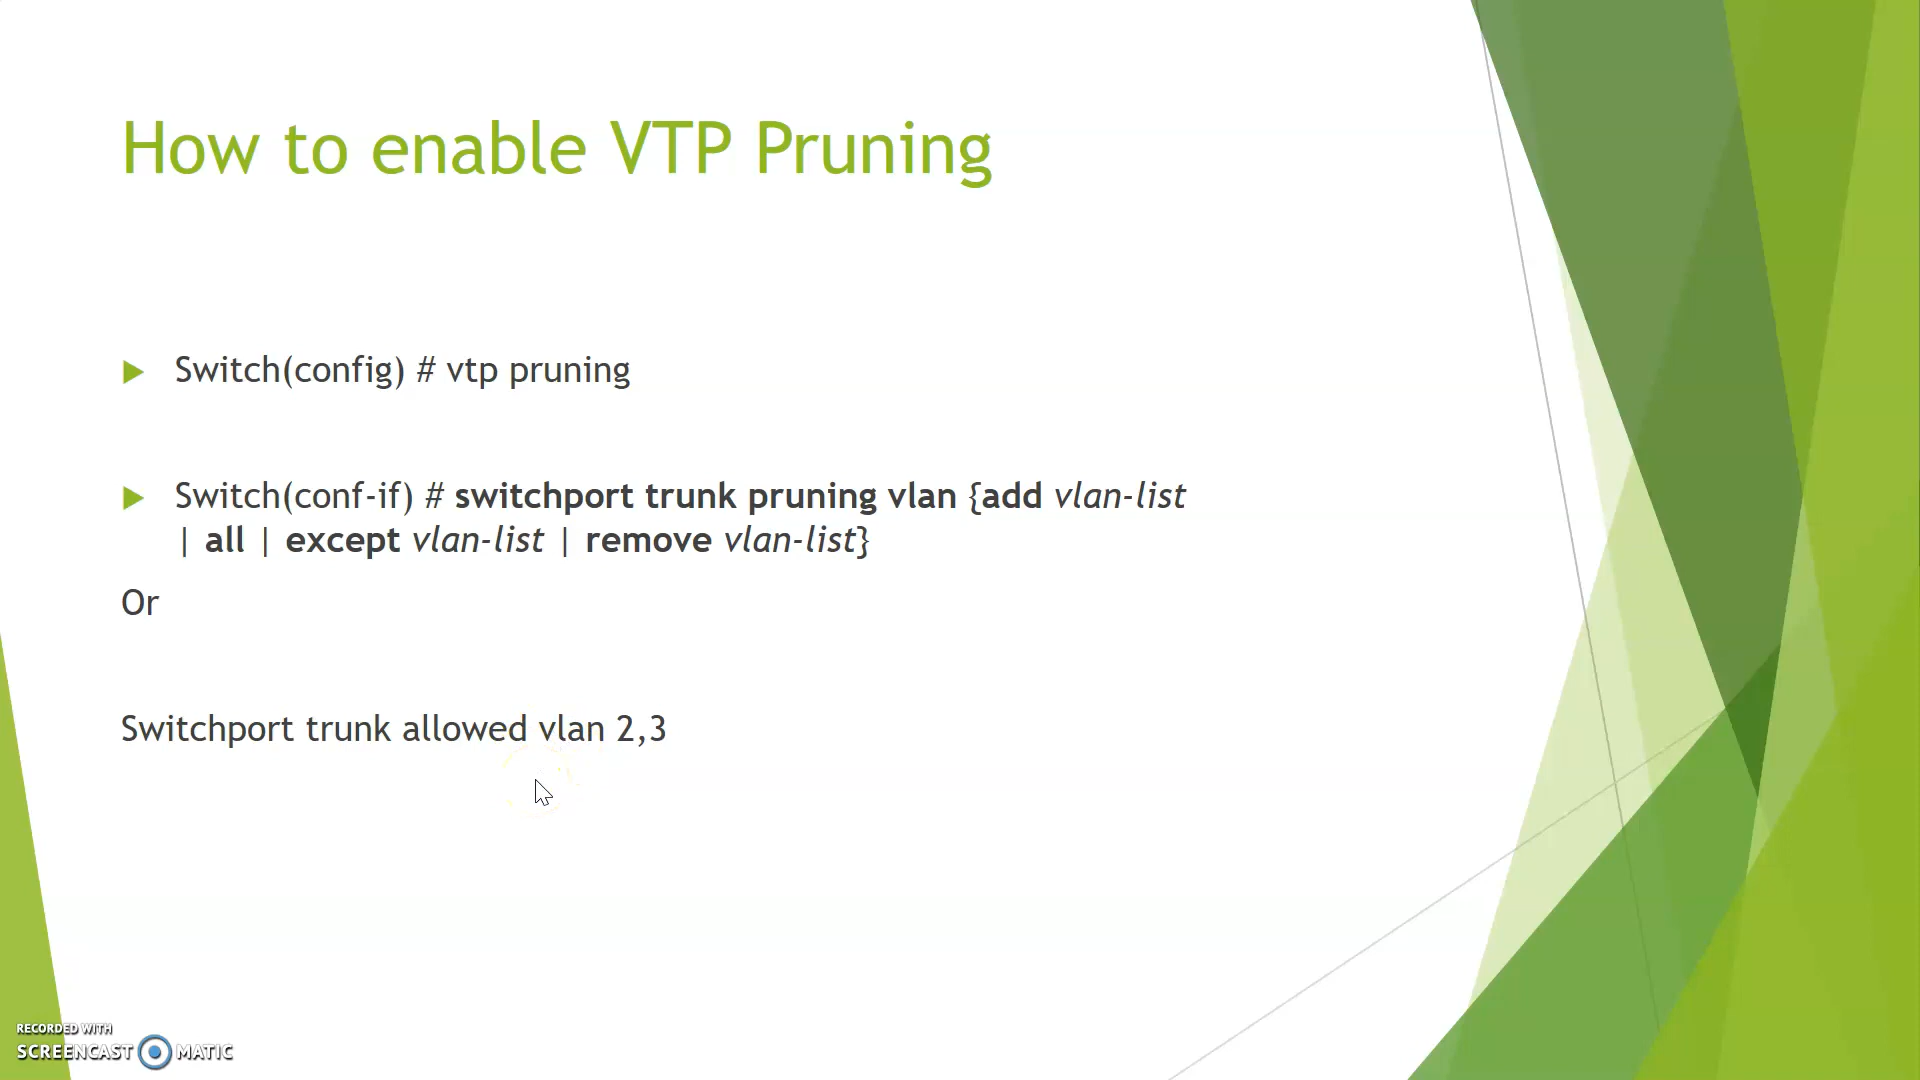 How to enable VTP Pruning
Switch(config) # vtp pruning
Switch(conf-if) # switchport trunk pruning vlan {add vlan-list
| all | except vlan-list | remove vlan-list}
Or
Switchport trunk allowed vlan 2,3
RECORDED WITH
SCREENCAST MATIC